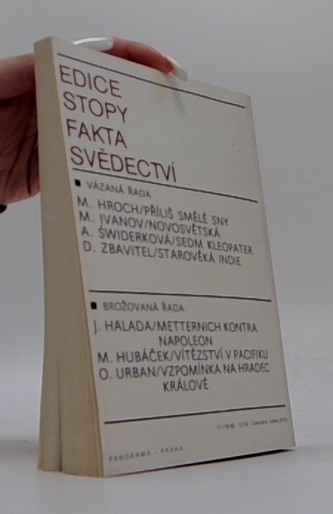 EDICE
STOPY
FAKTA
SVĚDECTVÍ
■ VÁZANÁ ŘADA
M. HROCH/PŘÍLIŠ SMĚLÉ SNY
M. IVANOV/NOVOSVĚTSKÁ
A. ŚWIDERKOVÁ/SEDM KLEOPATER
D. ZBAVITEL/STAROVĚKÁ INDIE
■ BROŽOVANÁ ŘADA
J. HALADA/METTERNICH KONTRA
NAPOLEON
M. HUBÁČEK/VÍTĚZSTVÍ V PACIFIKU
O. URBAN/VZPOMÍNKA NA HRADEC
KRÁLOVÉ
PANORAMA - PRAHA